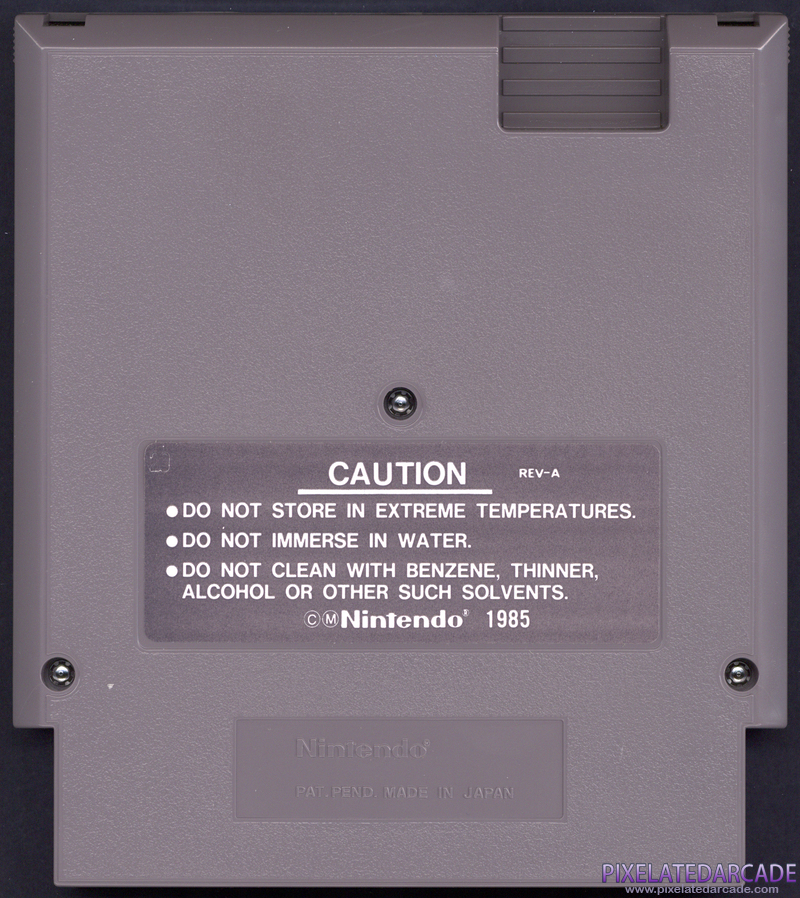 CAUTION REV-A
●DO NOT STORE IN EXTREME TEMPERATURES.
●DO NOT IMMERSE IN WATER.
●DO NOT CLEAN WITH BENZENE, THINNER,
ALCOHOL OR OTHER SUCH SOLVENTS.
ⒸⓂNintendo® 1985
Nintendo®
PAT. PEND. MADE IN JAPAN
PIXELATEDARCADE
www.pixelatedarcade.com